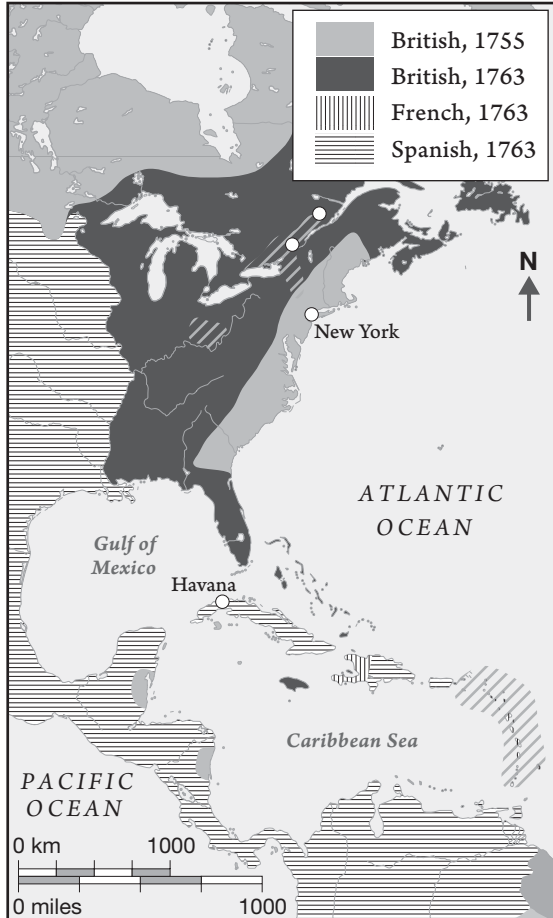 British, 1755
British, 1763
French, 1763
Spanish, 1763
N
New York
ATLANTIC
OCEAN
Gulf of
Mexico
Havana
Caribbean Sea
PACIFIC
OCEAN
0 km 1000
0 miles 1000